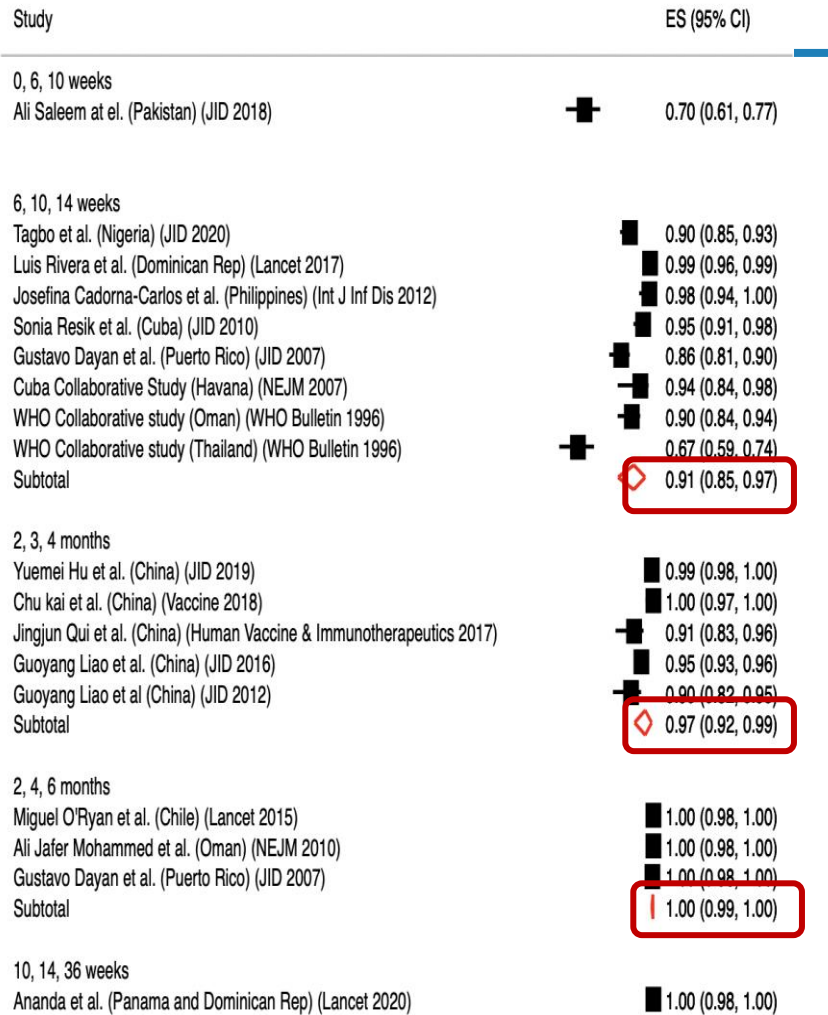 Study ES (95% CI)
0, 6, 10 weeks
Ali Saleem at el. (Pakistan) (JID 2018) 0.70 (0.61, 0.77)
6, 10, 14 weeks
Tagbo et al. (Nigeria) (JID 2020) 0.90 (0.85, 0.93)
Luis Rivera et al. (Dominican Rep) (Lancet 2017) 0.99 (0.96, 0.99)
Josefina Cadorna-Carlos et al. (Philippines) (Int J Inf Dis 2012) 0.98 (0.94, 1.00)
Sonia Resik et al. (Cuba) (JID 2010) 0.95 (0.91, 0.98)
Gustavo Dayan et al. (Puerto Rico) (JID 2007) 0.86 (0.81, 0.90)
Cuba Collaborative Study (Havana) (NEJM 2007) 0.94 (0.84, 0.98)
WHO Collaborative study (Oman) (WHO Bulletin 1996) 0.90 (0.84, 0.94)
WHO Collaborative study (Thailand) (WHO Bulletin 1996) 0.67 (0.59, 0.74)
Subtotal 0.91 (0.85, 0.97)
2, 3, 4 months
Yuemei Hu et al. (China) (JID 2019) 0.99 (0.98, 1.00)
Chu kai et al. (China) (Vaccine 2018) 1.00 (0.97, 1.00)
Jingjun Qui et al. (China) (Human Vaccine & Immunotherapeutics 2017) 0.91 (0.83, 0.96)
Guoyang Liao et al. (China) (JID 2016) 0.95 (0.93, 0.96)
Guoyang Liao et al (China) (JID 2012) 0.90 (0.82, 0.95)
Subtotal 0.97 (0.92, 0.99)
2, 4, 6 months
Miguel O'Ryan et al. (Chile) (Lancet 2015) 1.00 (0.98, 1.00)
Ali Jafer Mohammed et al. (Oman) (NEJM 2010) 1.00 (0.98, 1.00)
Gustavo Dayan et al. (Puerto Rico) (JID 2007) 1.00 (0.98, 1.00)
Subtotal 1.00 (0.99, 1.00)
10, 14, 36 weeks
Ananda et al. (Panama and Dominican Rep) (Lancet 2020) 1.00 (0.98, 1.00)